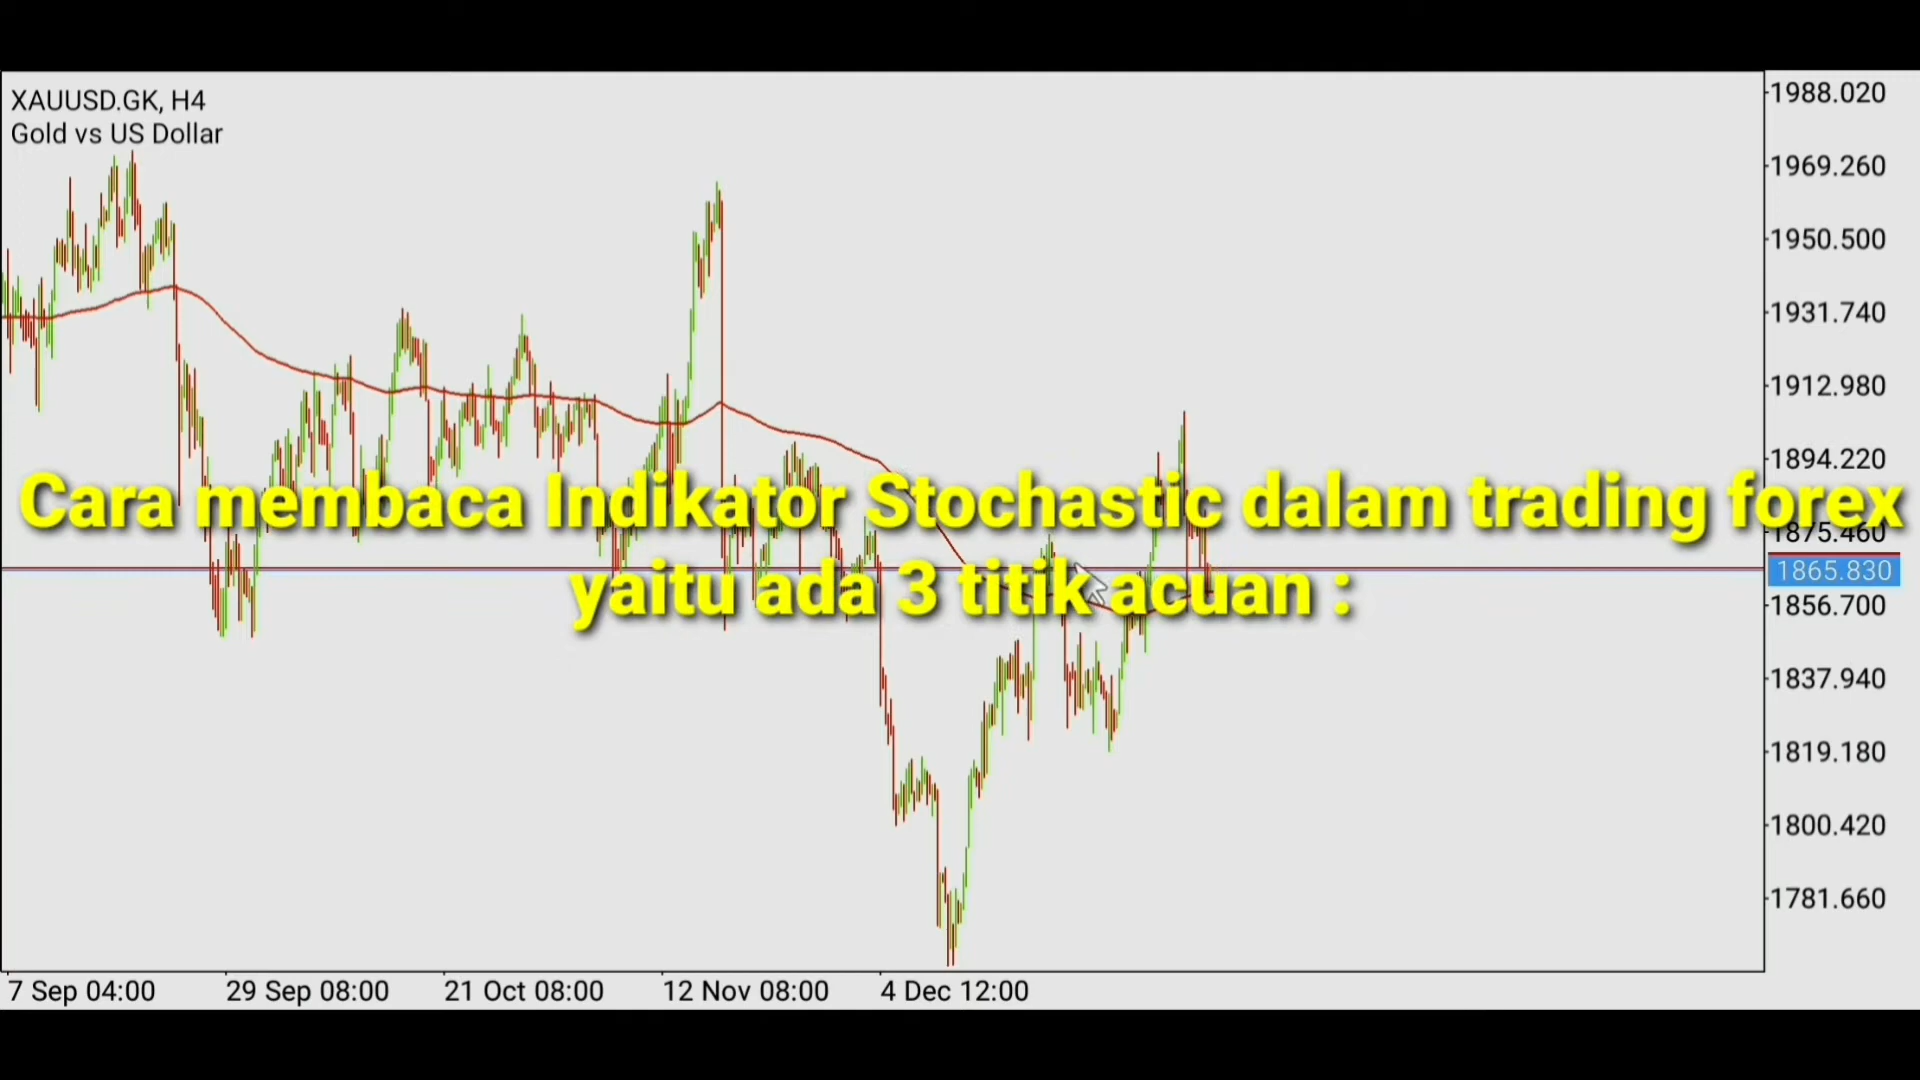 XAUUSD.GK, H4
Gold vs US Dollar
1988.020
1969.260
1950.500
1931.740
1912.980
1894.220
Cara membaca Indikator Stochastic dalam trading forex
1875.460
1865.830
yaitu ada 3 titik acuan :
1856.700
1837.940
1819.180
1800.420
1781.660
7 Sep 04:00 29 Sep 08:00 21 Oct 08:00 12 Nov 08:00 4 Dec 12:00